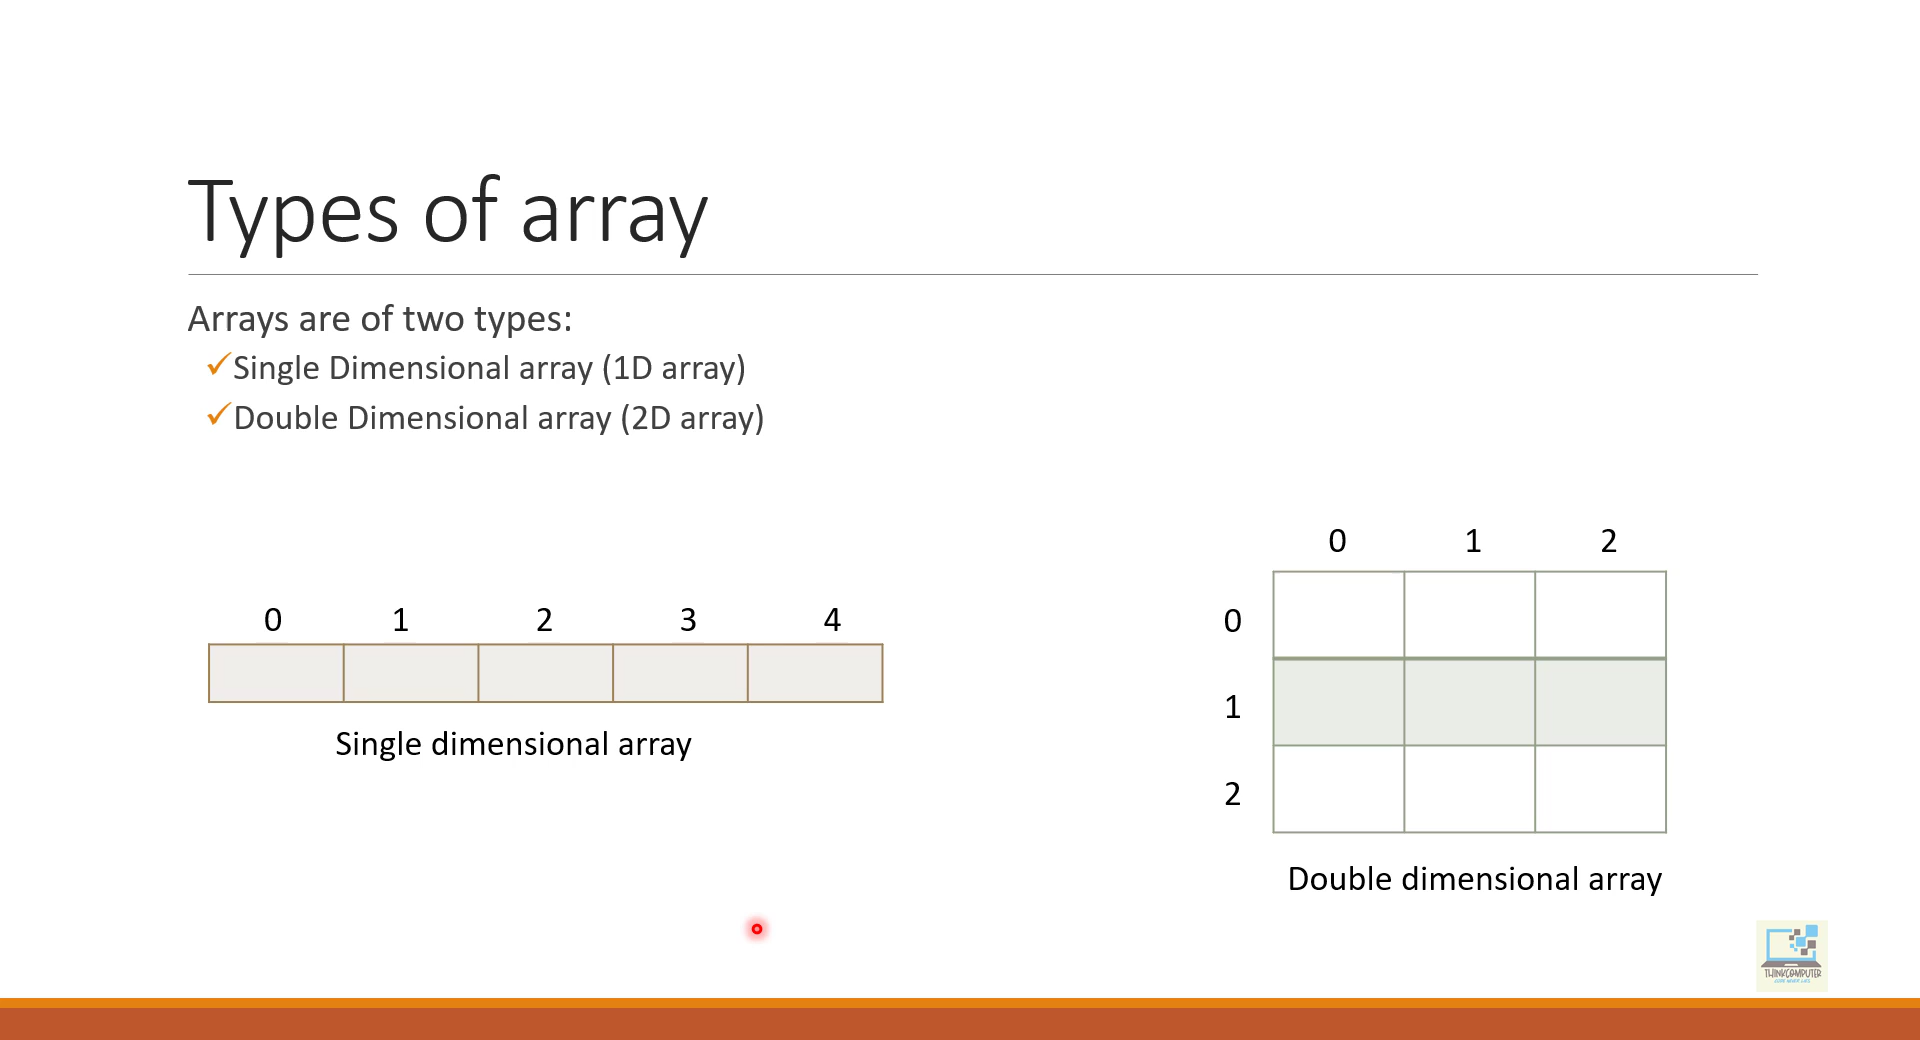 Types of array
Arrays are of two types:
✓Single Dimensional array (1D array)
✓Double Dimensional array (2D array)
0 1 2 3 4
Single dimensional array
0 1 2
0
1
2
Double dimensional array
THINKCOMPUTER